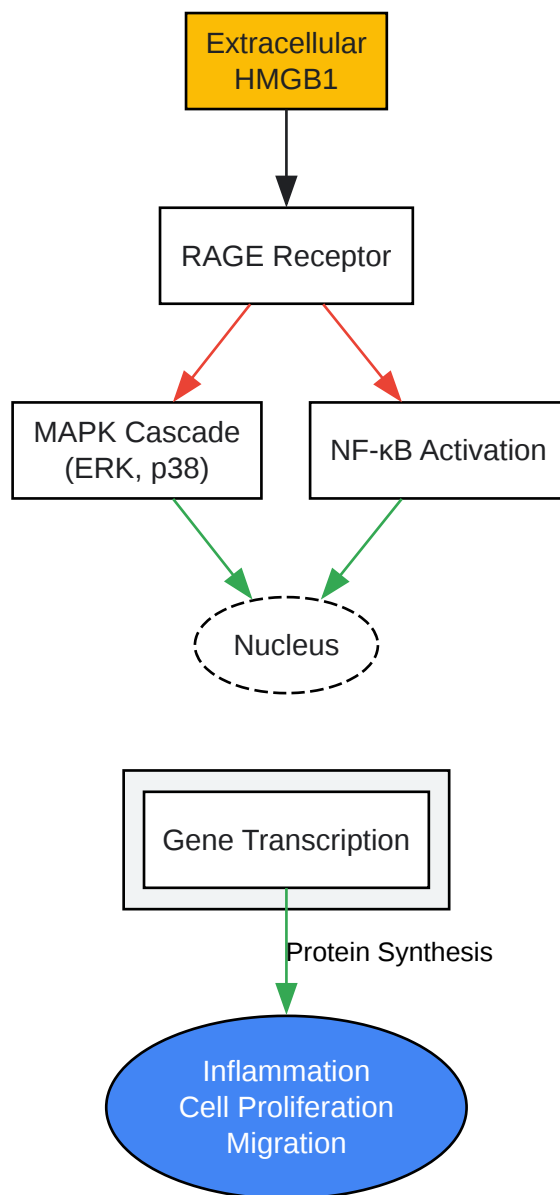 Extracellular
HMGB1
RAGE Receptor
MAPK Cascade
(ERK, p38)
NF-κB Activation
Nucleus
Gene Transcription
Protein Synthesis
Inflammation
Cell Proliferation
Migration